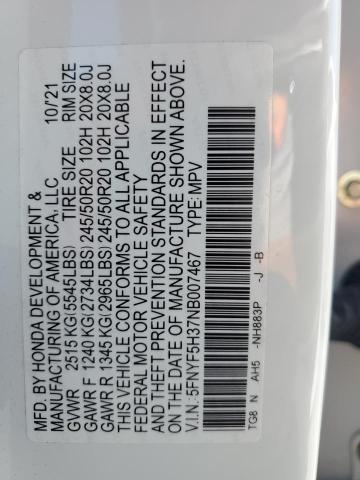 MFD. BY HONDA DEVELOPMENT & 10/'21
MANUFACTURING OF AMERICA, LLC
GVWR 2515 KG (5545LBS) TIRE SIZE RIM SIZE
GAWR F 1240 KG (2734LBS) 245/50R20 102H 20X8.0J
GAWR R 1345 KG (2965LBS) 245/50R20 102H 20X8.0J
THIS VEHICLE CONFORMS TO ALL APPLICABLE
FEDERAL MOTOR VEHICLE SAFETY
AND THEFT PREVENTION STANDARDS IN EFFECT
ON THE DATE OF MANUFACTURE SHOWN ABOVE.
V.I.N.: 5FNYF5H37NB007467 TYPE: MPV
TG8 N AH5 -NH883P -J -B